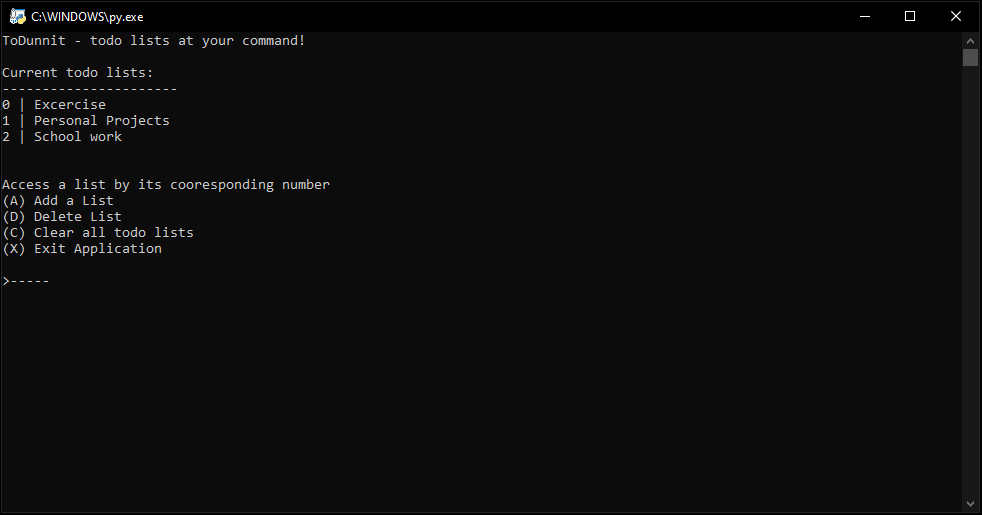 C:\WINDOWS\py.exe
ToDunnit - todo lists at your command!
Current todo lists:
----------------------
0 | Excercise
1 | Personal Projects
2 | School work
Access a list by its cooresponding number
(A) Add a List
(D) Delete List
(C) Clear all todo lists
(X) Exit Application
>-----